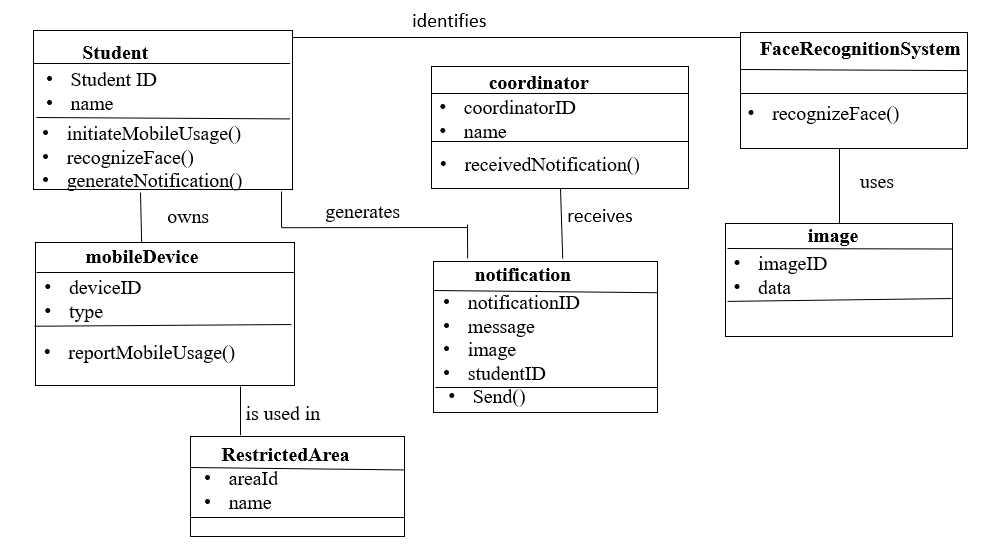 identifies
Student
• Student ID
• name
• initiateMobileUsage()
• recognizeFace()
• generateNotification()
coordinator
• coordinatorID
• name
• receivedNotification()
FaceRecognitionSystem
• recognizeFace()
owns
generates
receives
uses
mobileDevice
• deviceID
• type
• reportMobileUsage()
notification
• notificationID
• message
• image
• studentID
• Send()
image
• imageID
• data
is used in
RestrictedArea
• areaId
• name